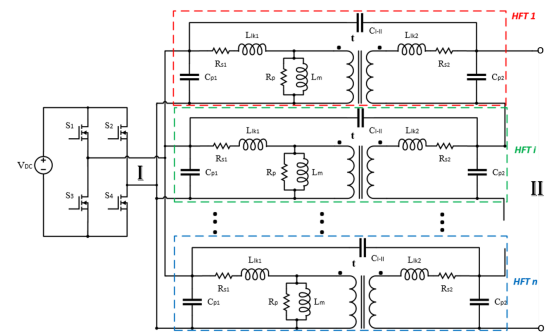 HFT 1
Ci-II
t
Rs1
Llk1
Cp1
Rp
Lm
Llk2
Rs2
Cp2
VDC
S1
S2
S3
S4
I
HFT i
Ci-II
t
Rs1
Llk1
Cp1
Rp
Lm
Llk2
Rs2
Cp2
II
HFT n
Ci-II
t
Rs1
Llk1
Cp1
Rp
Lm
Llk2
Rs2
Cp2